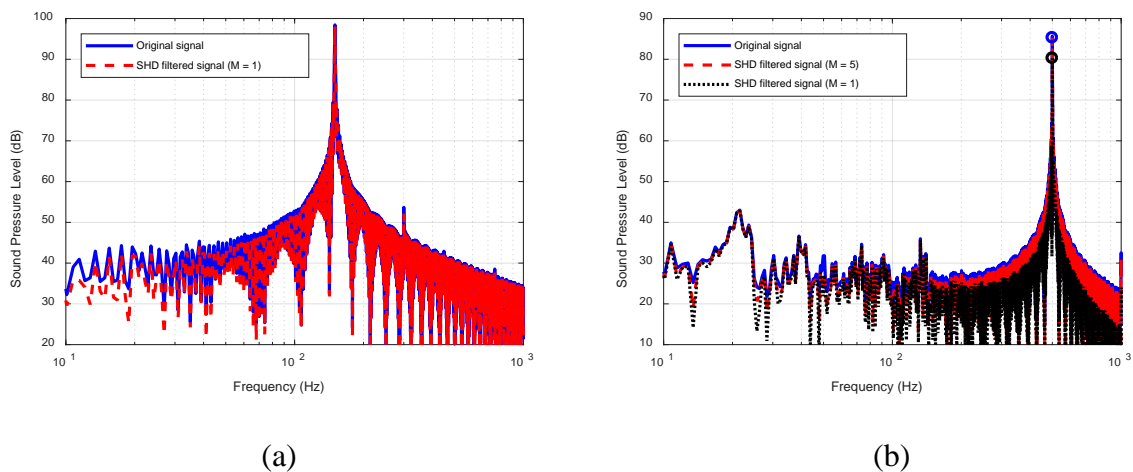 100
90
80
70
60
50
40
30
20
Sound Pressure Level (dB)
10 1
10 2
10 3
Frequency (Hz)
Original signal
SHD filtered signal (M = 1)
(a)
90
80
70
60
50
40
30
20
10
Sound Pressure Level (dB)
10 1
10 2
10 3
Frequency (Hz)
Original signal
SHD filtered signal (M = 5)
SHD filtered signal (M = 1)
(b)